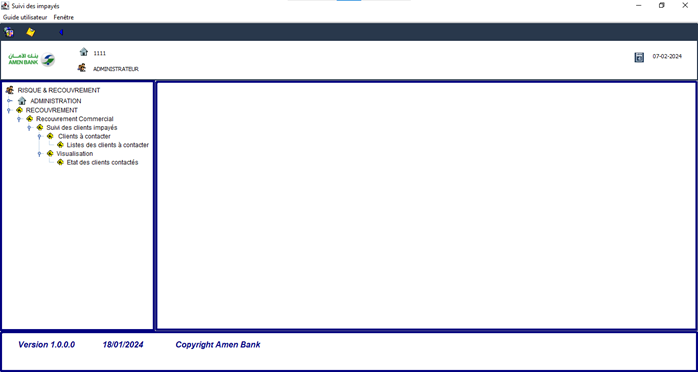 Suivi des impayés
Guide utilisateur Fenêtre
بنك الامان
AMEN BANK
1111
ADMINISTRATEUR
07-02-2024
RISQUE & RECOUVREMENT
ADMINISTRATION
RECOUVREMENT
Recouvrement Commercial
Suivi des clients impayés
Clients à contacter
Listes des clients à contacter
Visualisation
Etat des clients contactés
Version 1.0.0.0 18/01/2024 Copyright Amen Bank